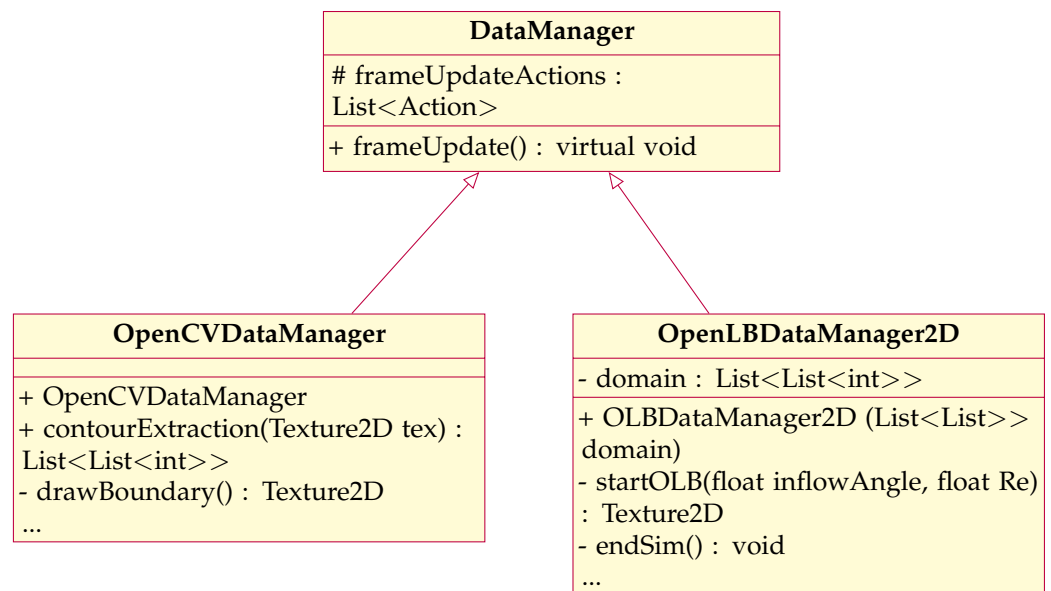 DataManager
# frameUpdateActions :
List<Action>
+ frameUpdate() : virtual void
OpenCVDataManager
+ OpenCVDataManager
+ contourExtraction(Texture2D tex) :
List<List<int>>
- drawBoundary() : Texture2D
...
OpenLBDataManager2D
- domain : List<List<int>>
+ OLBDataManager2D (List<List>>
domain)
- startOLB(float inflowAngle, float Re)
: Texture2D
- endSim() : void
...